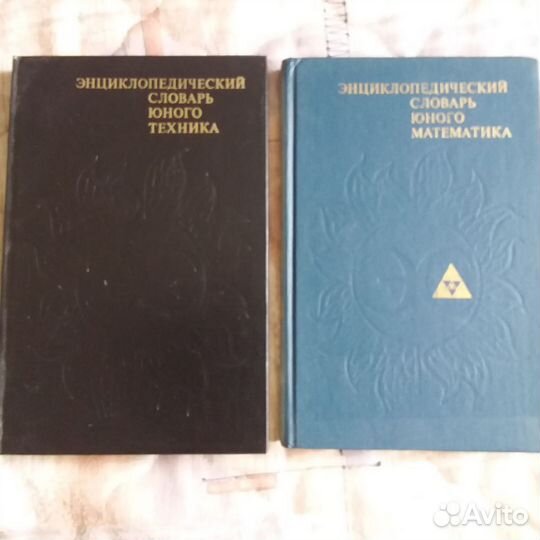 ЭНЦИКЛОПЕДИЧЕСКИЙ
СЛОВАРЬ
ЮНОГО
ТЕХНИКА
ЭНЦИКЛОПЕДИЧЕСКИЙ
СЛОВАРЬ
ЮНОГО
МАТЕМАТИКА
Avito